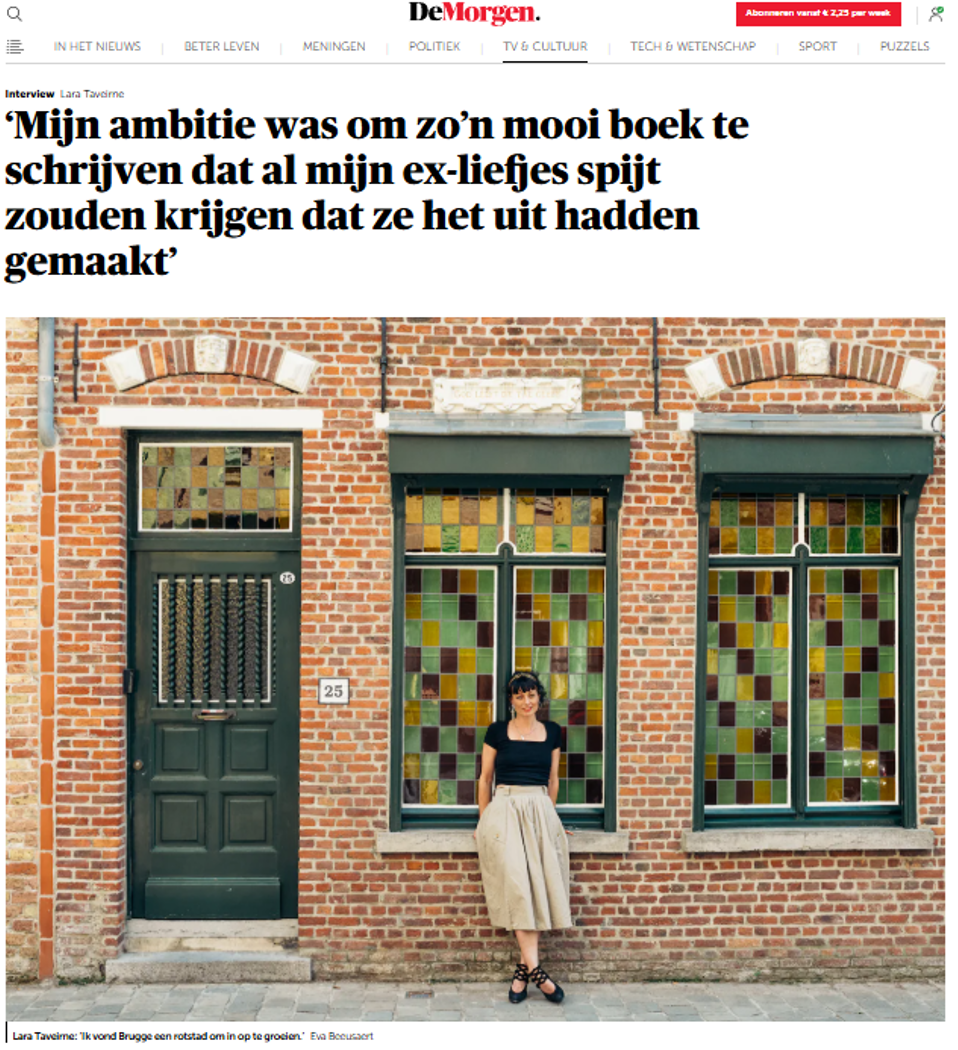 DeMorgen.
Abonneren vanaf € 2,25 per week
IN HET NIEUWS
BETER LEVEN
MENINGEN
POLITIEK
TV & CULTUUR
TECH & WETENSCHAP
SPORT
PUZZELS
Interview Lara Taveirne
‘Mijn ambitie was om zo’n mooi boek te
schrijven dat al mijn ex-liefjes spijt
zouden krijgen dat ze het uit hadden
gemaakt’
25
25
Lara Taveirne: ‘Ik vond Brugge een rotstad om in op te groeien.’ Eva Beeusaert